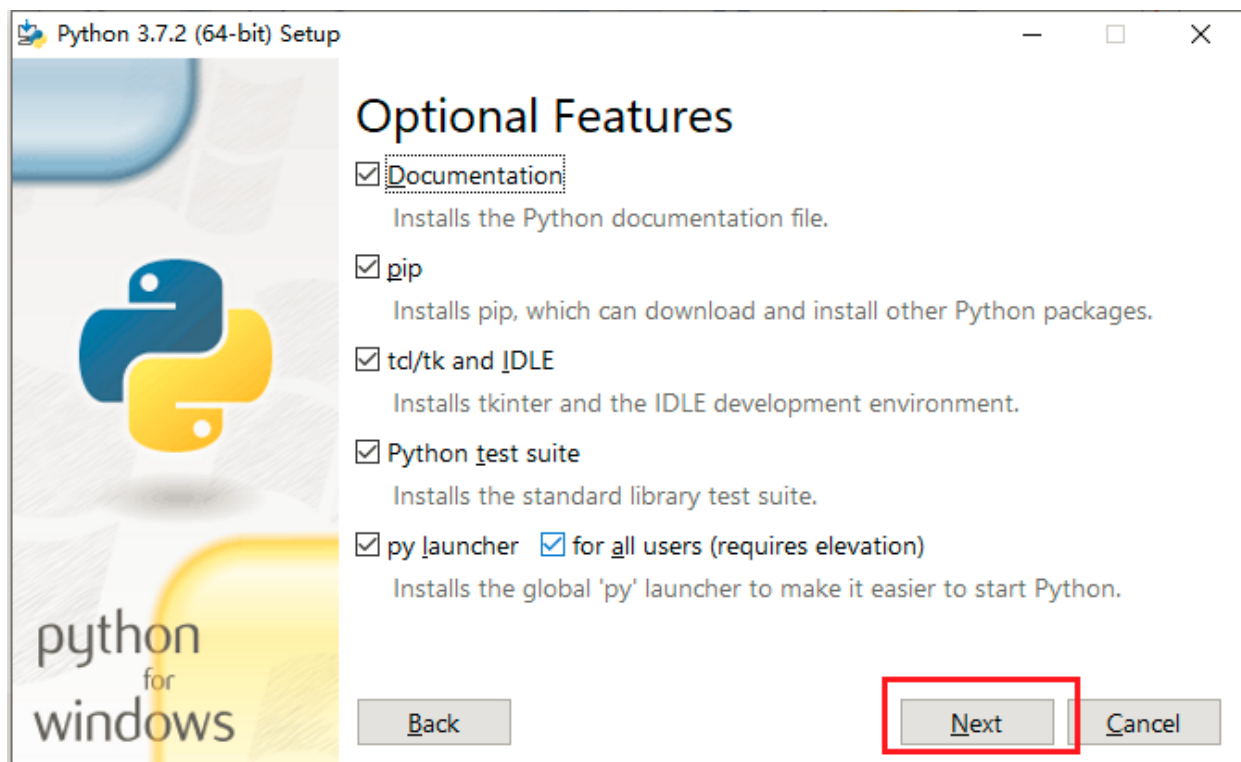 Python 3.7.2 (64-bit) Setup
Optional Features
Documentation
Installs the Python documentation file.
pip
Installs pip, which can download and install other Python packages.
tcl/tk and IDLE
Installs tkinter and the IDLE development environment.
Python test suite
Installs the standard library test suite.
py launcher for all users (requires elevation)
Installs the global 'py' launcher to make it easier to start Python.
python
for
windows
Back Next Cancel